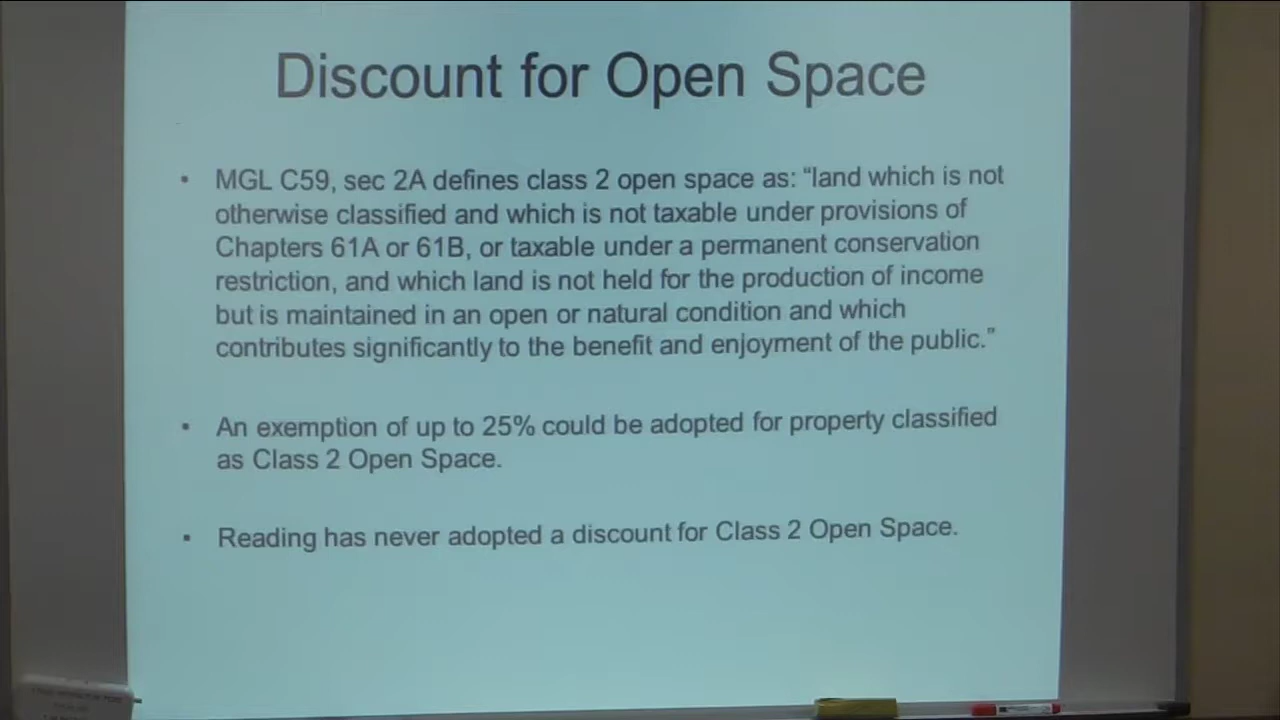 Discount for Open Space
• MGL C59, sec 2A defines class 2 open space as: “land which is not
otherwise classified and which is not taxable under provisions of
Chapters 61A or 61B, or taxable under a permanent conservation
restriction, and which land is not held for the production of income
but is maintained in an open or natural condition and which
contributes significantly to the benefit and enjoyment of the public.”
• An exemption of up to 25% could be adopted for property classified
as Class 2 Open Space.
• Reading has never adopted a discount for Class 2 Open Space.